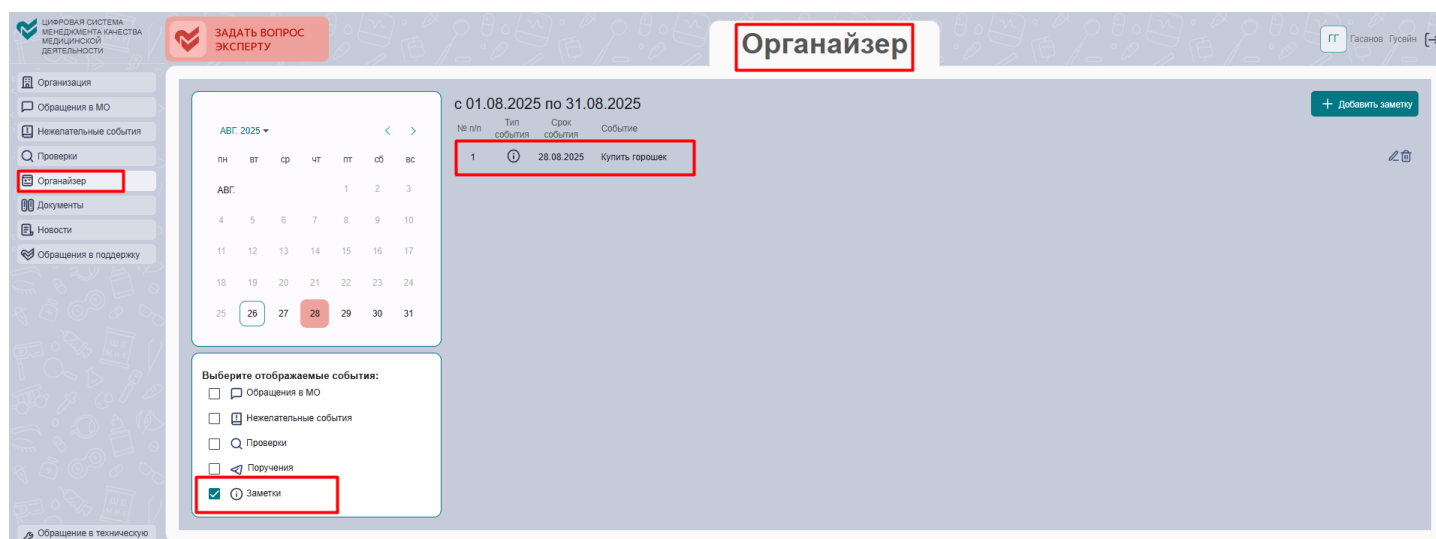 ЦИФРОВАЯ СИСТЕМА
МЕНЕДЖМЕНТА КАЧЕСТВА
МЕДИЦИНСКОЙ
ДЕЯТЕЛЬНОСТИ
ЗАДАТЬ ВОПРОС
ЭКСПЕРТУ
Органайзер
ГГ Гасанов Гусейн
Организация
Обращения в МО
Нежелательные события
Проверки
Органайзер
Документы
Новости
Обращения в поддержку
Обращение в техническую
АВГ. 2025
пн вт ср чт пт сб вс
АВГ. 1 2 3
4 5 6 7 8 9 10
11 12 13 14 15 16 17
18 19 20 21 22 23 24
25 26 27 28 29 30 31
Выберите отображаемые события:
Обращения в МО
Нежелательные события
Проверки
Поручения
Заметки
с 01.08.2025 по 31.08.2025
+ Добавить заметку
№ п/п Тип события Срок события Событие
1 28.08.2025 Купить горошек